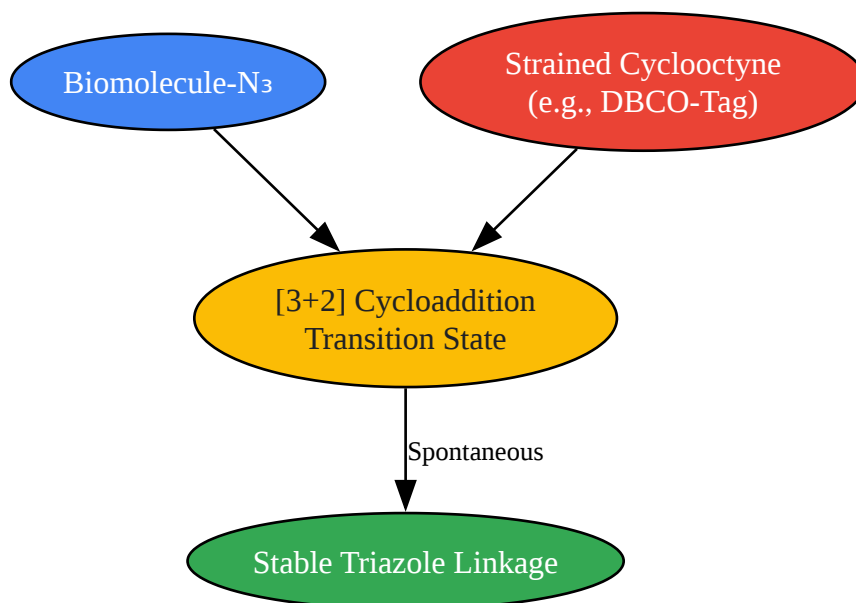 Biomolecule-N₃
Strained Cyclooctyne
(e.g., DBCO-Tag)
[3+2] Cycloaddition
Transition State
Spontaneous
Stable Triazole Linkage